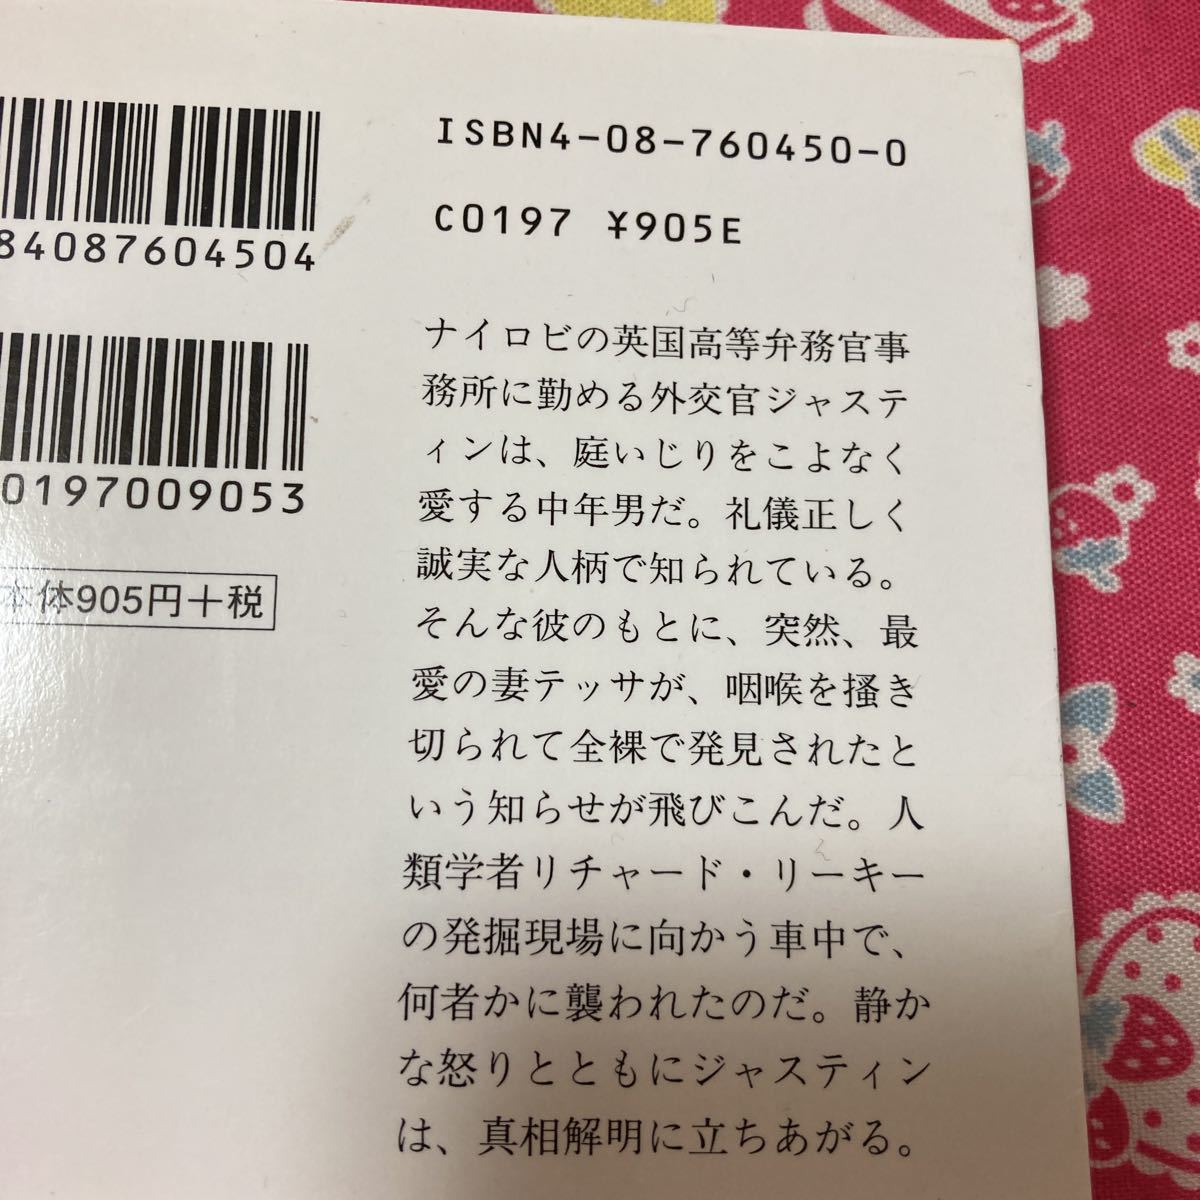 84087604504
0197009053
本体905円+税
ISBN4-08-760450-0
C0197 ¥905E
ナイロビの英国高等弁務官事
務所に勤める外交官ジャステ
ィンは、庭いじりをこよなく
愛する中年男だ。礼儀正しく
誠実な人柄で知られている。
そんな彼のもとに、突然、最
愛の妻テッサが、咽喉を掻き
切られて全裸で発見されたと
いう知らせが飛びこんだ。人
類学者リチャード・リーキー
の発掘現場に向かう車中で、
何者かに襲われたのだ。静か
な怒りとともにジャスティン
は、真相解明に立ちあがる。